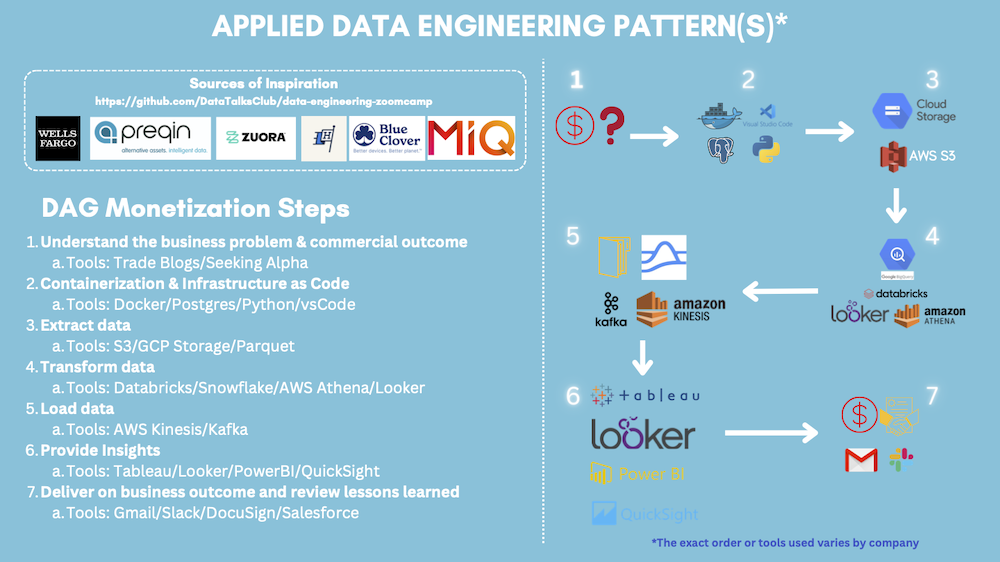 APPLIED DATA ENGINEERING PATTERN(S)*
Sources of Inspiration
https://github.com/DataTalksClub/data-engineering-zoomcamp
WELLS
FARGO
preqin
alternative assets. intelligent data.
ZUORA
H
Blue
Clover
Better devices. Better planet.™
MiQ
DAG Monetization Steps
1. Understand the business problem & commercial outcome
a. Tools: Trade Blogs/Seeking Alpha
2. Containerization & Infrastructure as Code
a. Tools: Docker/Postgres/Python/vsCode
3. Extract data
a. Tools: S3/GCP Storage/Parquet
4. Transform data
a. Tools: Databricks/Snowflake/AWS Athena/Looker
5. Load data
a. Tools: AWS Kinesis/Kafka
6. Provide Insights
a. Tools: Tableau/Looker/PowerBI/QuickSight
7. Deliver on business outcome and review lessons learned
a. Tools: Gmail/Slack/DocuSign/Salesforce
1
$ ?
2
Visual Studio Code
3
Cloud
Storage
AWS S3
4
Google BigQuery
databricks
looker
amazon
ATHENA
5
kafka
amazon
KINESIS
6
+ a b | e a u
looker
Power BI
QuickSight
7
$
*The exact order or tools used varies by company